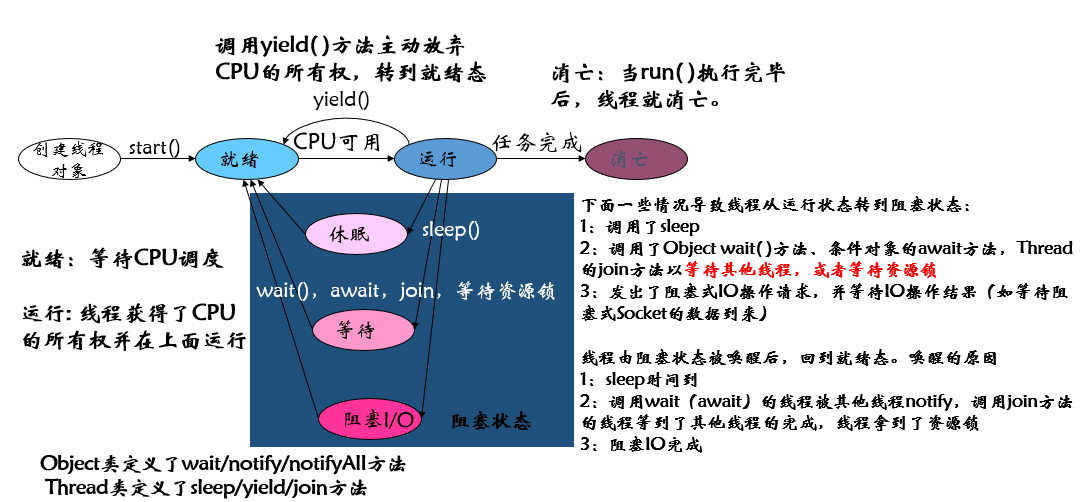 调用yield( )方法主动放弃
CPU的所有权，转到就绪态
消亡：当run( )执行完毕
后，线程就消亡。
yield()
创建线程
对象
start()
就绪
CPU可用
运行
任务完成
消亡
休眠
sleep()
wait()，await，join，等待资源锁
等待
阻塞I/O
阻塞状态
就绪：等待CPU调度
运行: 线程获得了CPU
的所有权并在上面运行
下面一些情况导致线程从运行状态转到阻塞状态：
1：调用了sleep
2：调用了Object wait( )方法、条件对象的await方法，Thread
的join方法以等待其他线程，或者等待资源锁
3：发出了阻塞式IO操作请求，并等待IO操作结果（如等待阻
塞式Socket的数据到来）
线程由阻塞状态被唤醒后，回到就绪态。唤醒的原因
1：sleep时间到
2：调用wait（await）的线程被其他线程notify，调用join方法
的线程等到了其他线程的完成，线程拿到了资源锁
3：阻塞IO完成
Object类定义了wait/notify/notifyAll方法
Thread类定义了sleep/yield/join方法